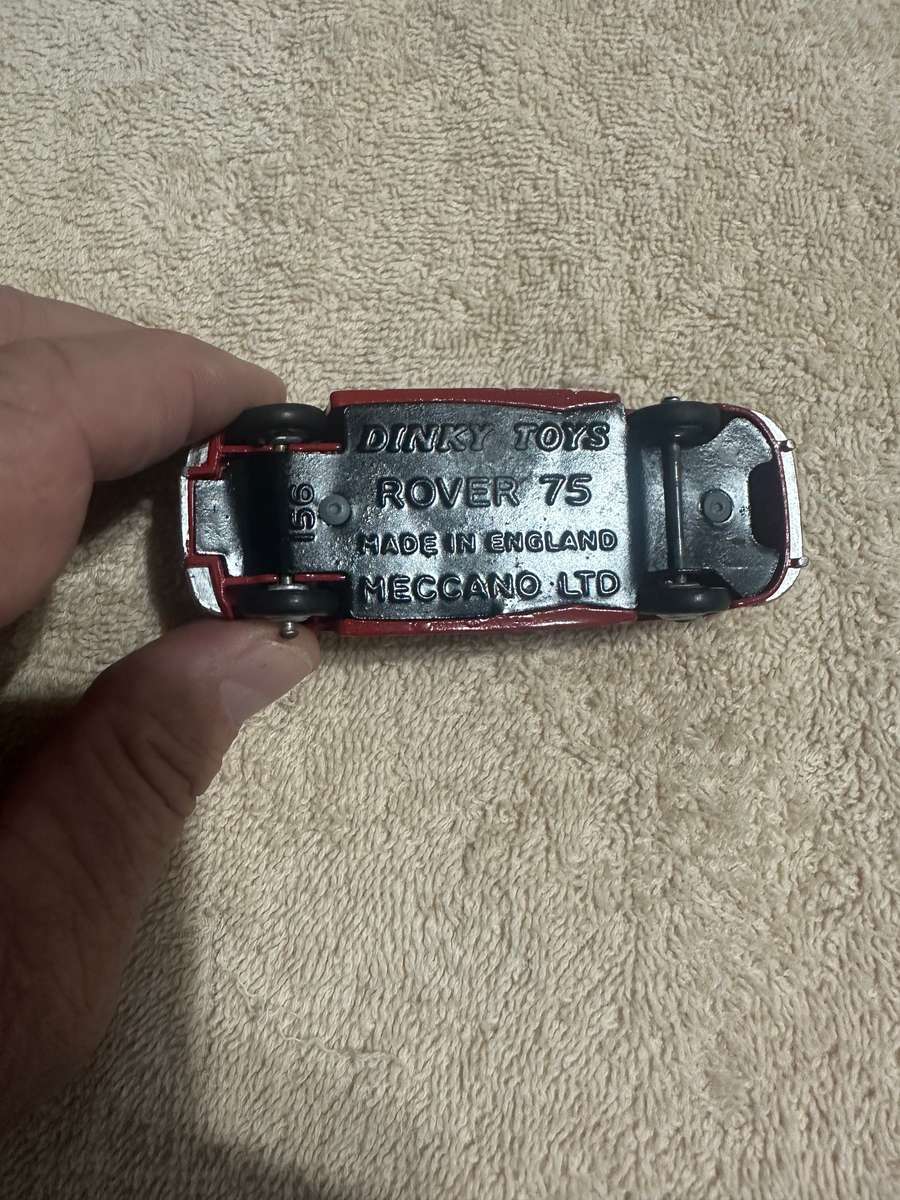 DINKY TOYS
ROVER 75
MADE IN ENGLAND
MECCANO LTD
156